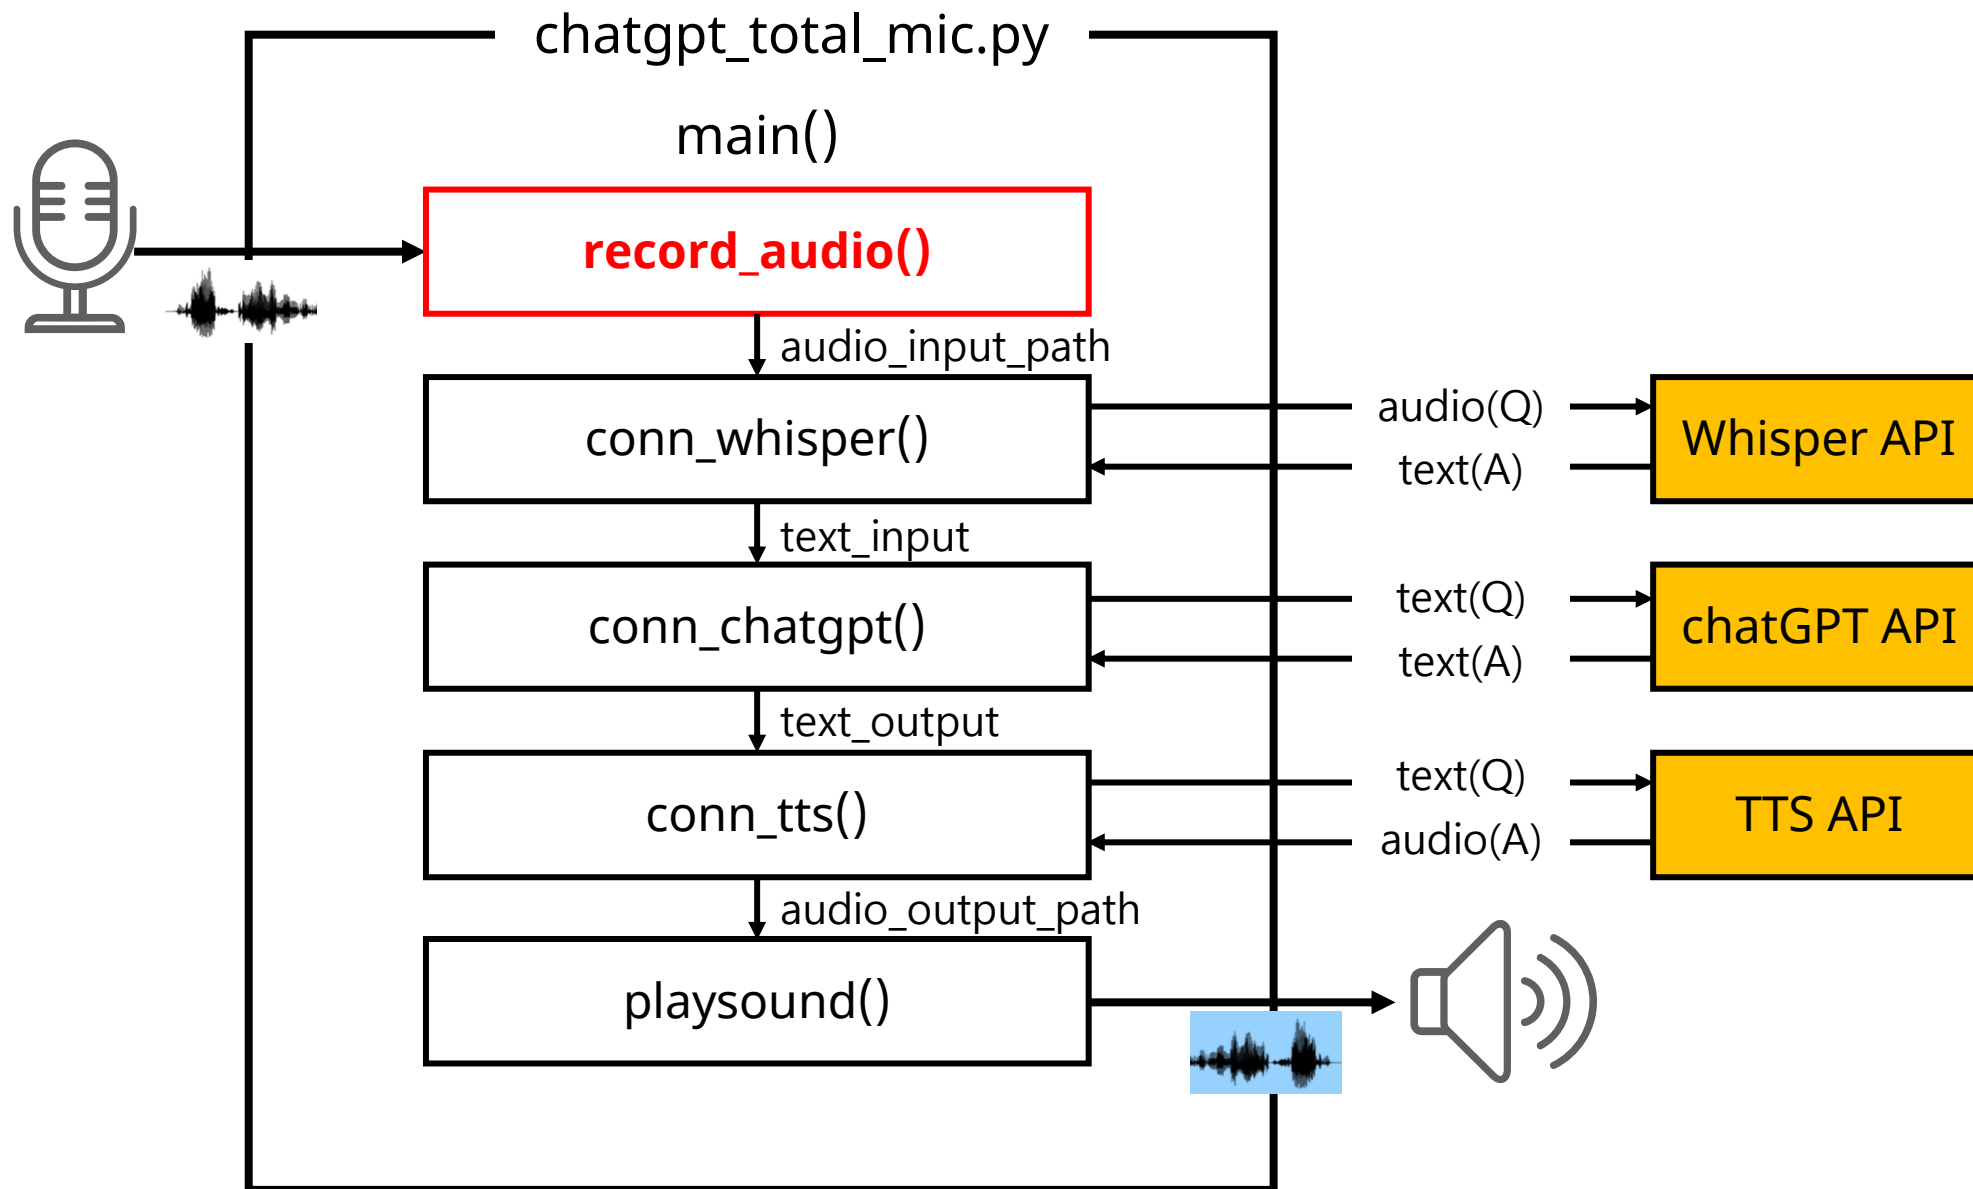 chatgpt_total_mic.py
main()
record_audio()
audio_input_path
conn_whisper()
audio(Q)
text(A)
Whisper API
text_input
conn_chatgpt()
text(Q)
text(A)
chatGPT API
text_output
conn_tts()
text(Q)
audio(A)
TTS API
audio_output_path
playsound()